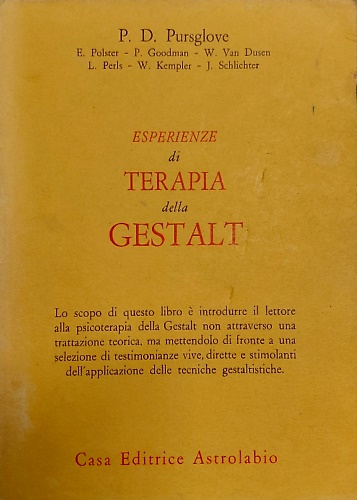 P. D. Pursglove
E. Polster - P. Goodman - W. Van Dusen
L. Perls - W. Kempler - J. Schlichter
ESPERIENZE
di
TERAPIA
della
GESTALT
Lo scopo di questo libro è introdurre il lettore
alla psicoterapia della Gestalt non attraverso una
trattazione teorica, ma mettendolo di fronte a una
selezione di testimonianze vive, dirette e stimolanti
dell'applicazione delle tecniche gestaltistiche.
Casa Editrice Astrolabio